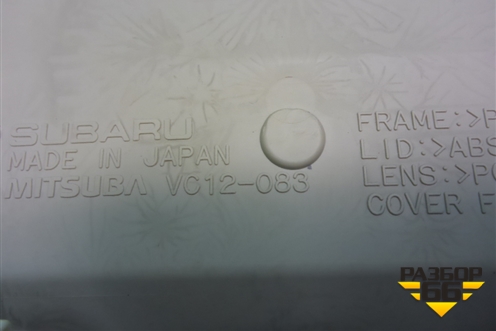 SUBARU
MADE IN JAPAN
MITSUBA VC12-083
FRAME:>P
LID:>ABS
LENS:>PC
COVER F
РАЗБОР
66